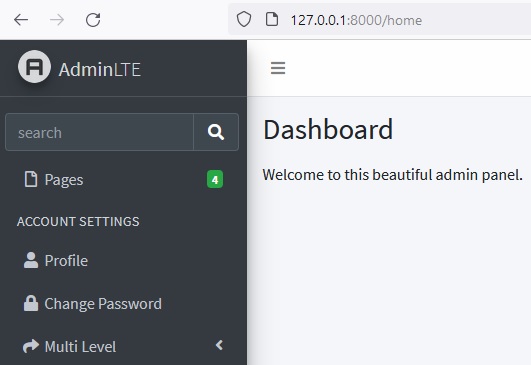 127.0.0.1:8000/home
AdminLTE
search
Pages 4
ACCOUNT SETTINGS
Profile
Change Password
Multi Level
Dashboard
Welcome to this beautiful admin panel.